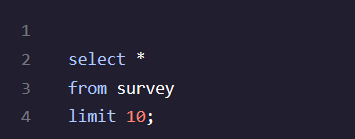 1
2 select *
3 from survey
4 limit 10;